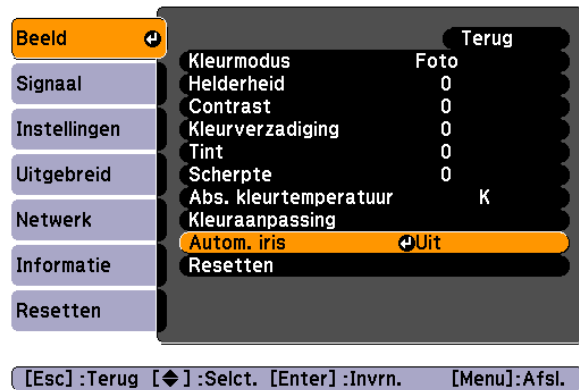 Beeld
Signaal
Instellingen
Uitgebreid
Netwerk
Informatie
Resetten
Terug
Kleurmodus Foto
Helderheid 0
Contrast 0
Kleurverzadiging 0
Tint 0
Scherpte 0
Abs. kleurtemperatuur K
Kleuraanpassing
Autom. iris Uit
Resetten
[Esc] :Terug [◆] :Selct. [Enter] :Invrn. [Menu]:Afsl.